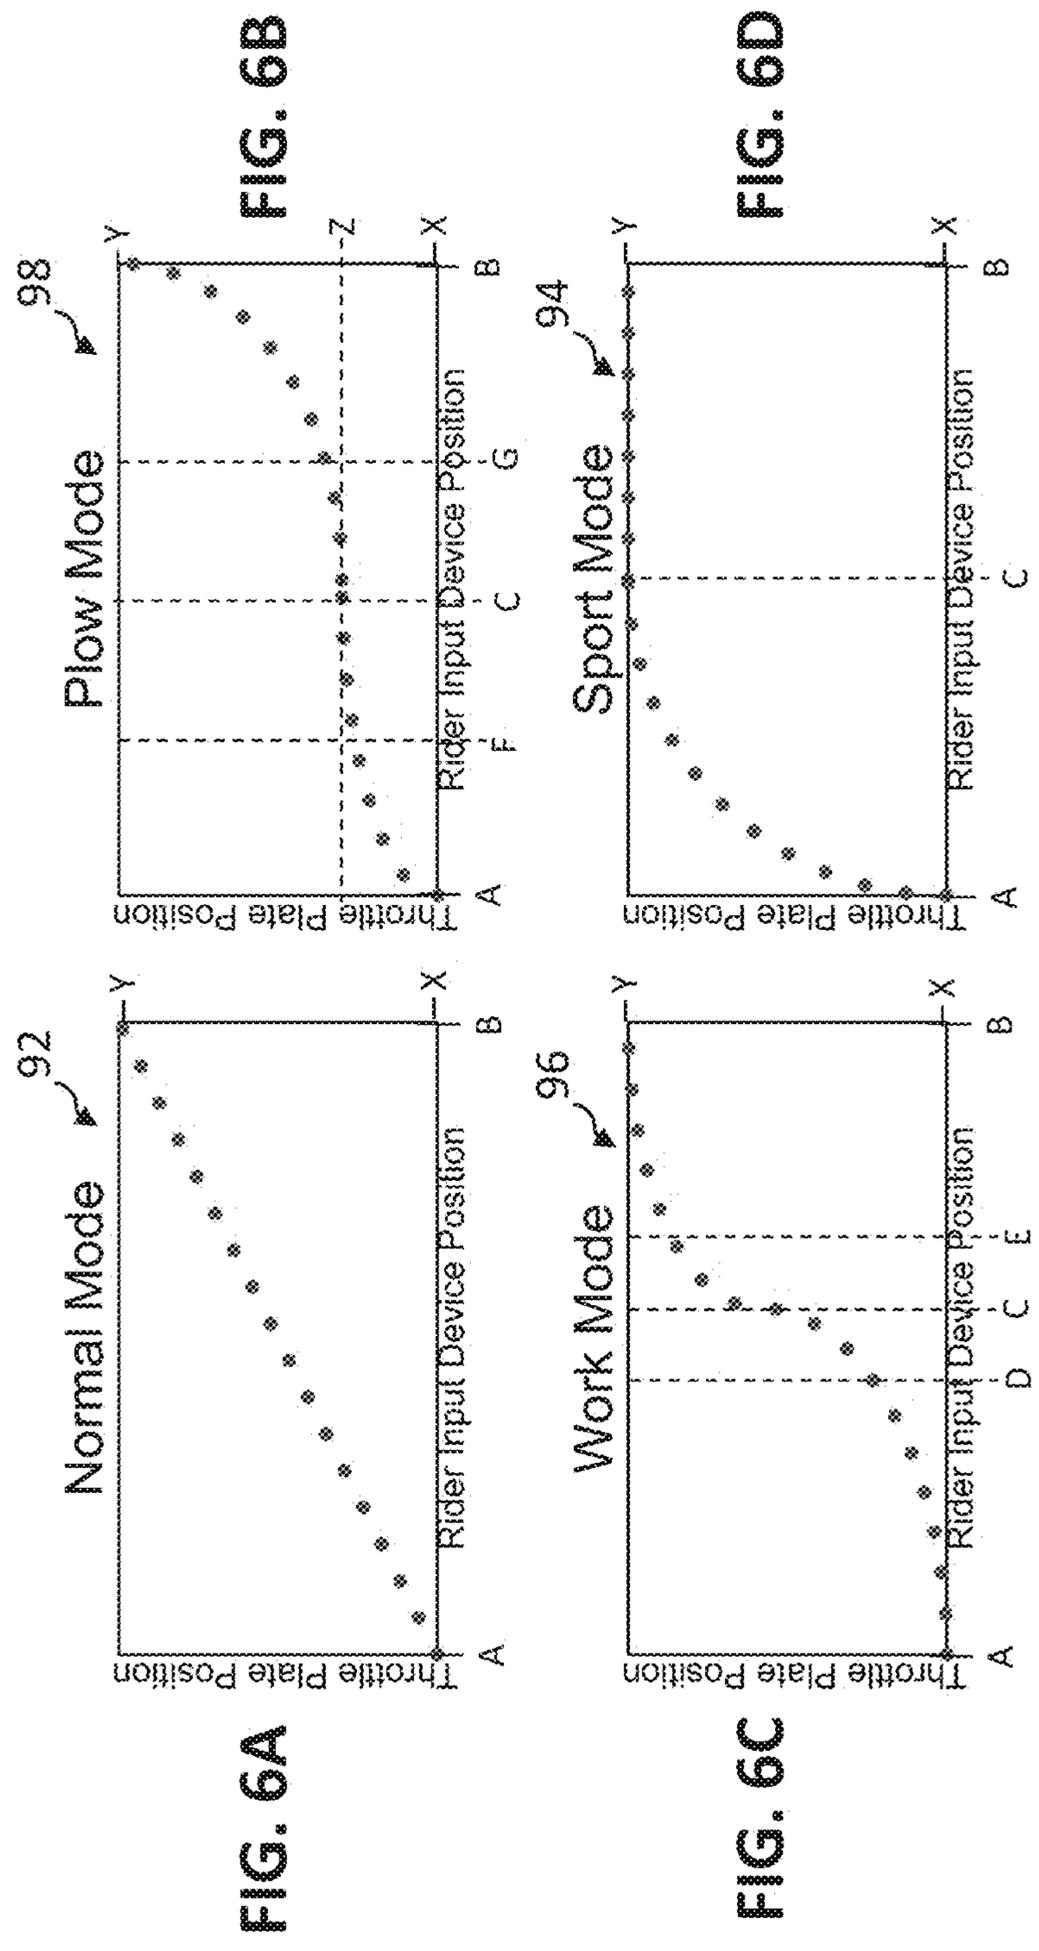 Normal Mode
92
Throttle Plate Position
Y
X
A
B
Rider Input Device Position
FIG. 6A
Plow Mode
98
Throttle Plate Position
Y
Z
X
A
F
C
G
B
Rider Input Device Position
FIG. 6B
Work Mode
96
Throttle Plate Position
Y
X
A
D
C
E
B
Rider Input Device Position
FIG. 6C
Sport Mode
94
Throttle Plate Position
Y
X
A
C
B
Rider Input Device Position
FIG. 6D